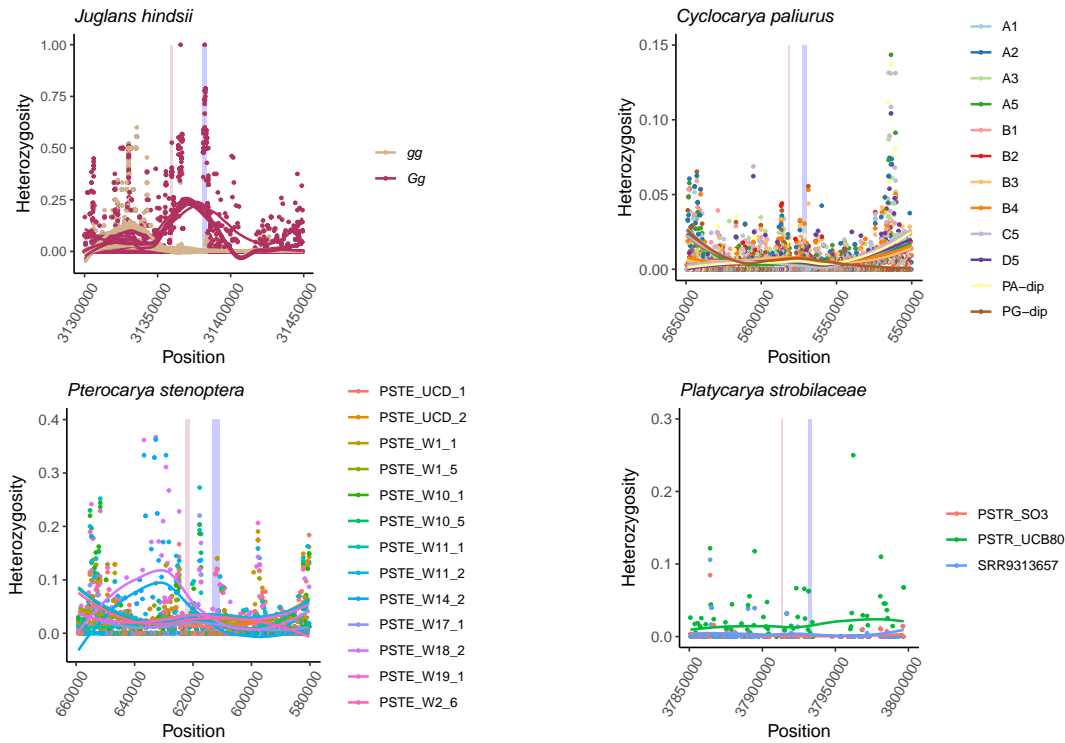 Juglans hindsii
1.00
0.75
0.50
0.25
0.00
Heterozygosity
31300000
31350000
31400000
31450000
Position
gg
Gg
Cyclocarya paliurus
0.15
0.10
0.05
0.00
Heterozygosity
5650000
5600000
5550000
5500000
Position
A1
A2
A3
A5
B1
B2
B3
B4
C5
D5
PA−dip
PG−dip
Pterocarya stenoptera
0.4
0.3
0.2
0.1
0.0
Heterozygosity
660000
640000
620000
600000
580000
Position
PSTE_UCD_1
PSTE_UCD_2
PSTE_W1_1
PSTE_W1_5
PSTE_W10_1
PSTE_W10_5
PSTE_W11_1
PSTE_W11_2
PSTE_W14_2
PSTE_W17_1
PSTE_W18_2
PSTE_W19_1
PSTE_W2_6
Platycarya strobilaceae
0.3
0.2
0.1
0.0
Heterozygosity
37850000
37900000
37950000
38000000
Position
PSTR_SO3
PSTR_UCB80
SRR9313657